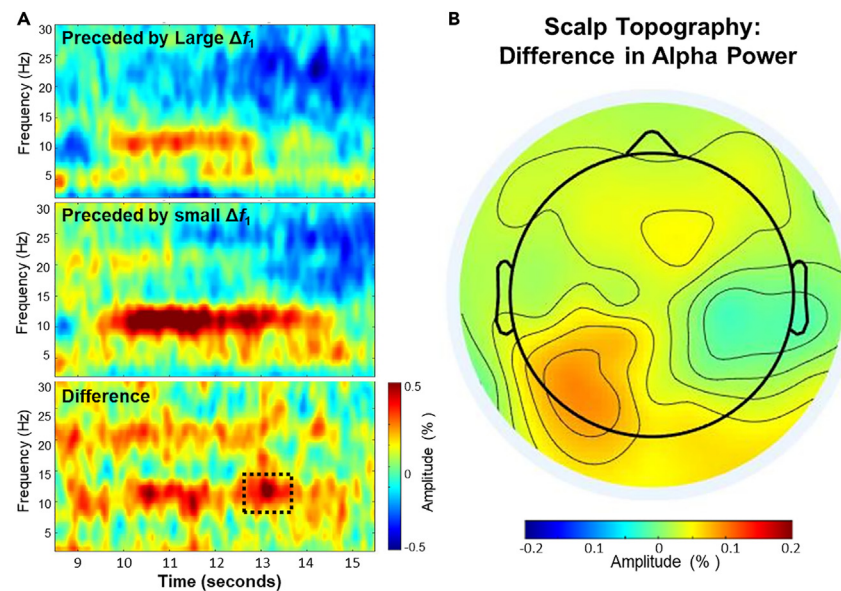 A
Preceded by Large Δf1
Frequency (Hz)
30
25
20
15
10
5
Preceded by small Δf1
Frequency (Hz)
30
25
20
15
10
5
Difference
Frequency (Hz)
30
25
20
15
10
5
9 10 11 12 13 14 15
Time (seconds)
0.5
0
-0.5
Amplitude (%)
B
Scalp Topography:
Difference in Alpha Power
-0.2 0.1 0 0.1 0.2
Amplitude (%)